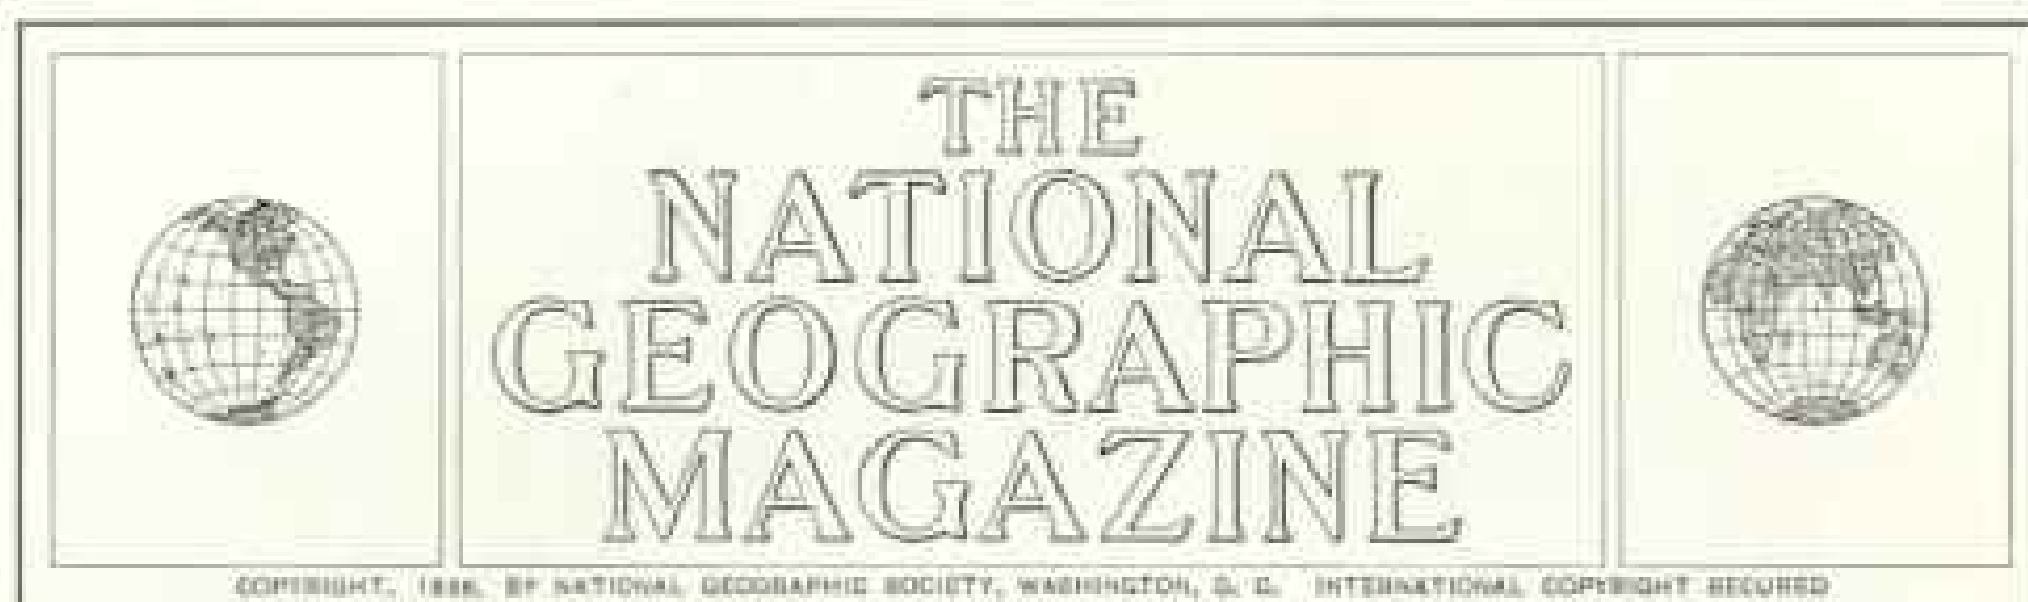 THE
NATIONAL
GEOGRAPHIC
MAGAZINE
COPYRIGHT, BY NATIONAL GEOGRAPHIC SOCIETY, WASHINGTON, D. C. INTERNATIONAL COPYRIGHT SECURED